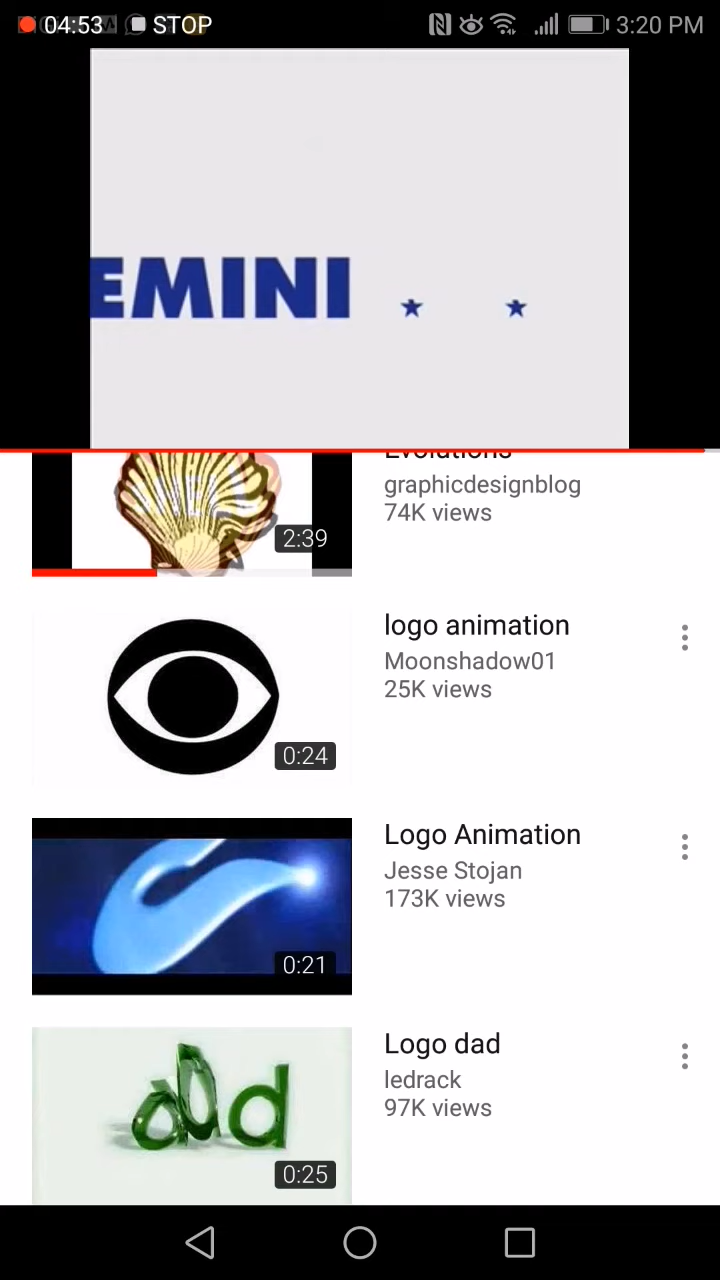 04:53 STOP 3:20 PM
EMINI
Evolutions
graphicdesignblog
74K views
2:39
logo animation
Moonshadow01
25K views
0:24
Logo Animation
Jesse Stojan
173K views
0:21
Logo dad
ledrack
97K views
dad
0:25